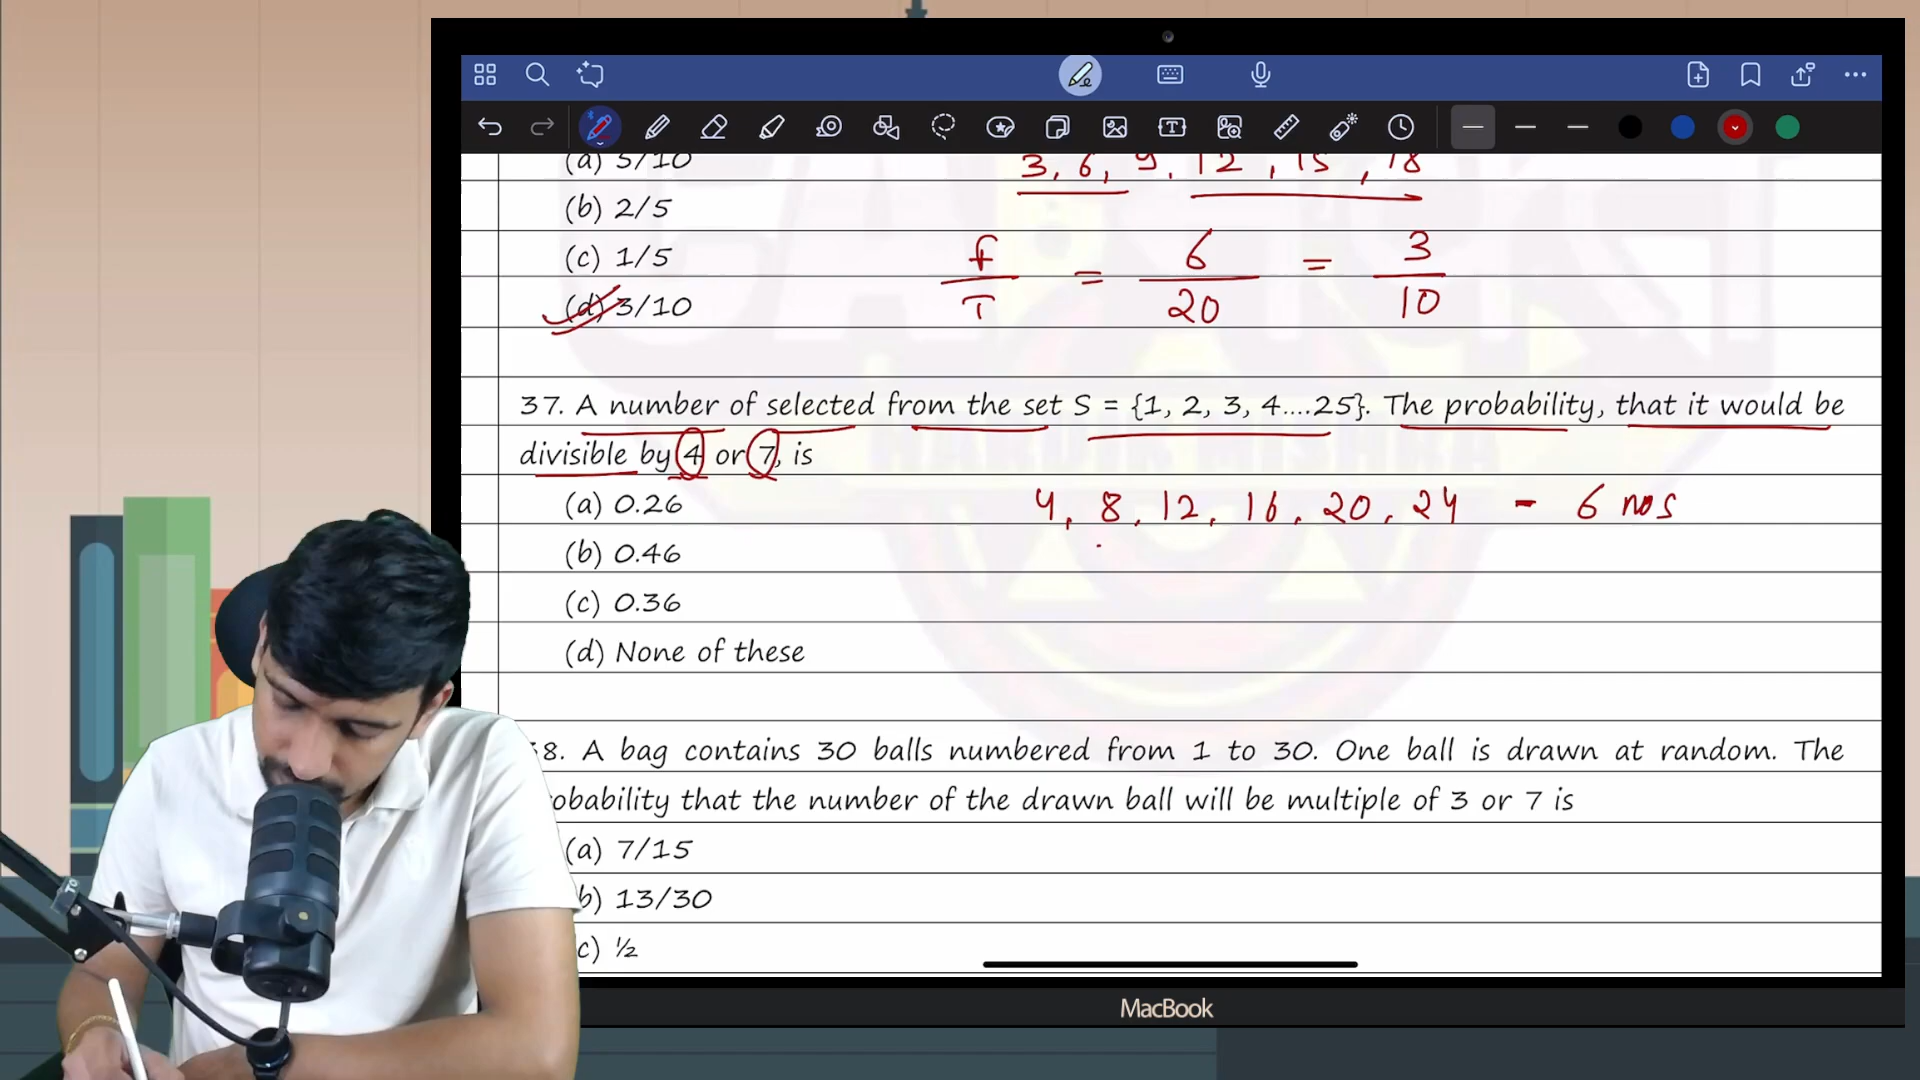 (a) 5/10
3, 6, 9, 12, 15, 18
(b) 2/5
(c) 1/5
f/T = 6/20 = 3/10
(d) 3/10
37. A number of selected from the set S = {1, 2, 3, 4....25}. The probability, that it would be
divisible by 4 or 7, is
(a) 0.26
4, 8, 12, 16, 20, 24 - 6 nos
(b) 0.46
(c) 0.36
(d) None of these
38. A bag contains 30 balls numbered from 1 to 30. One ball is drawn at random. The
obability that the number of the drawn ball will be multiple of 3 or 7 is
(a) 7/15
b) 13/30
c) ½
MacBook